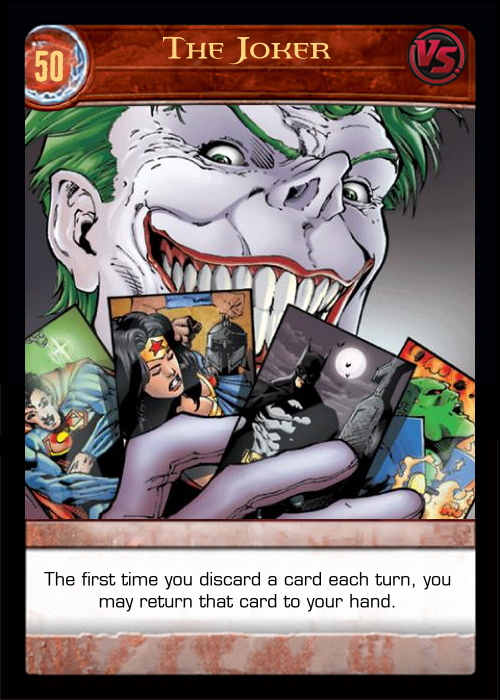 50
The Joker
VS.
The first time you discard a card each turn, you
may return that card to your hand.